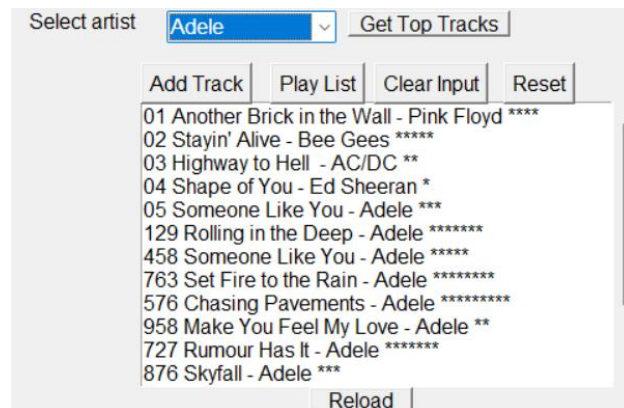 Select artist Adele Get Top Tracks
Add Track Play List Clear Input Reset
01 Another Brick in the Wall - Pink Floyd ****
02 Stayin' Alive - Bee Gees *****
03 Highway to Hell  - AC/DC **
04 Shape of You - Ed Sheeran *
05 Someone Like You - Adele ***
129 Rolling in the Deep - Adele *******
458 Someone Like You - Adele *****
763 Set Fire to the Rain - Adele ********
576 Chasing Pavements - Adele *********
958 Make You Feel My Love - Adele **
727 Rumour Has It - Adele *******
876 Skyfall - Adele ***
Reload